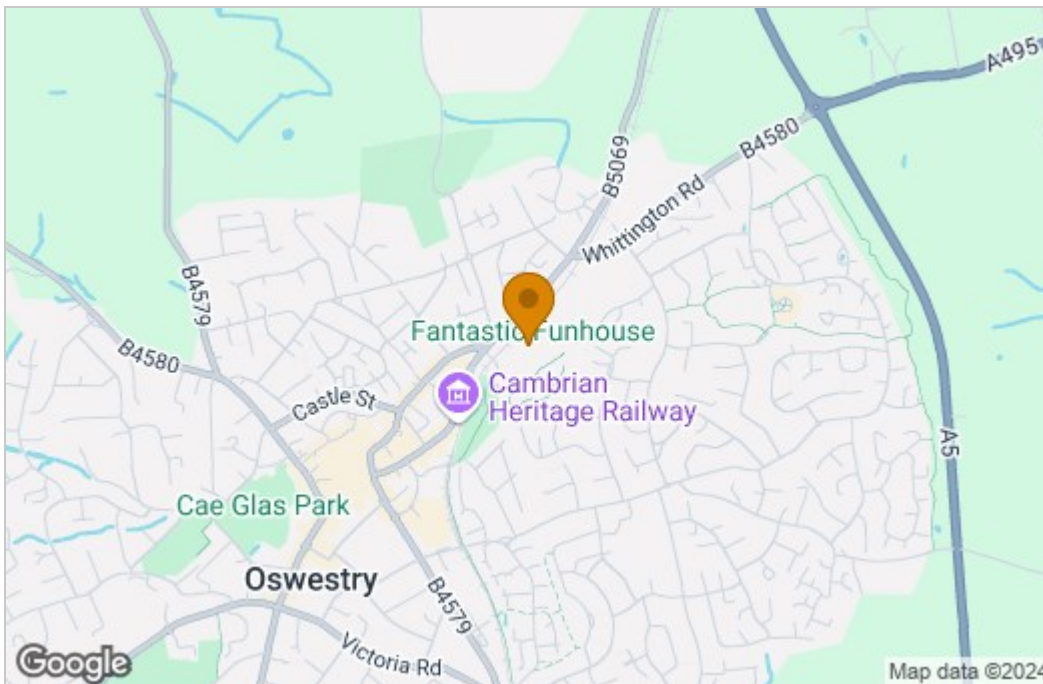 A495
B4580
B5069
Whittington Rd
B4579
Fantastic Funhouse
B4580
Cambrian
Heritage Railway
Castle St
A5
Cae Glas Park
Oswestry
B4579
Victoria Rd
Google
Map data ©2024